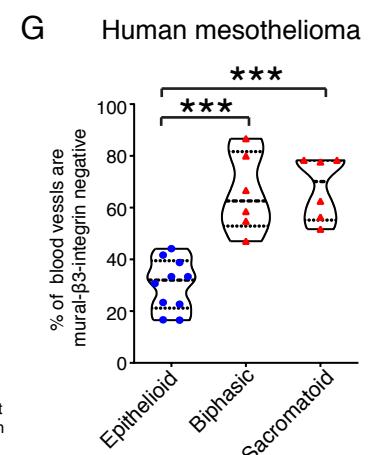 G Human mesothelioma
***
***
% of blood vessls are
mural-β3-integrin negative
100
80
60
40
20
0
Epithelioid
Biphasic
Sacromatoid